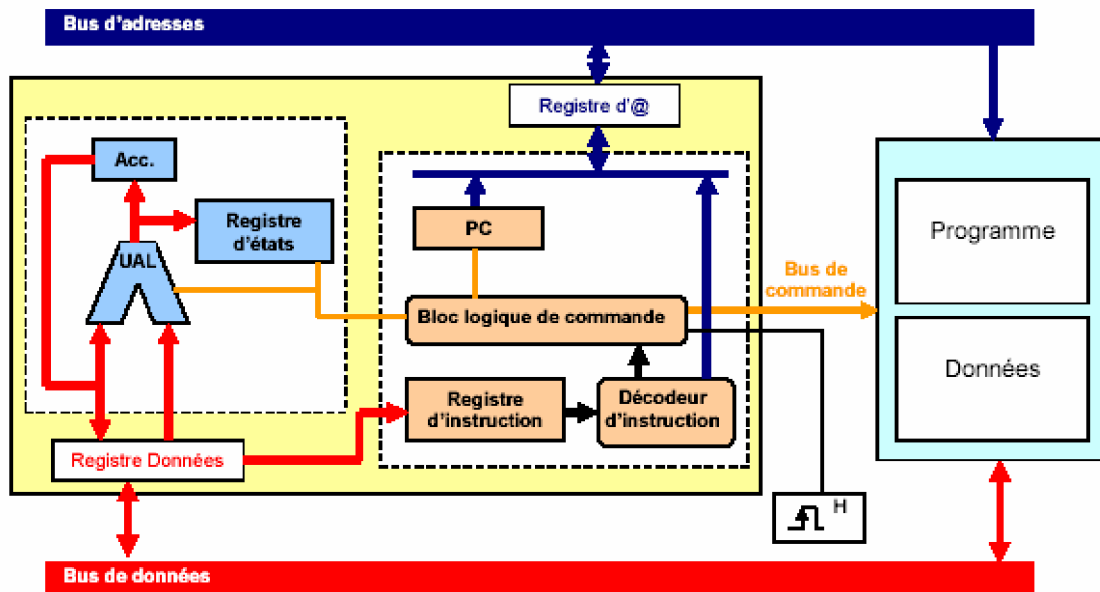 Bus d'adresses
Registre d'@
Acc.
Registre
d'états
PC
UAL
Programme
Bus de
commande
Bloc logique de commande
Données
Registre
d'instruction
Décodeur
d'instruction
Registre Données
H
Bus de données